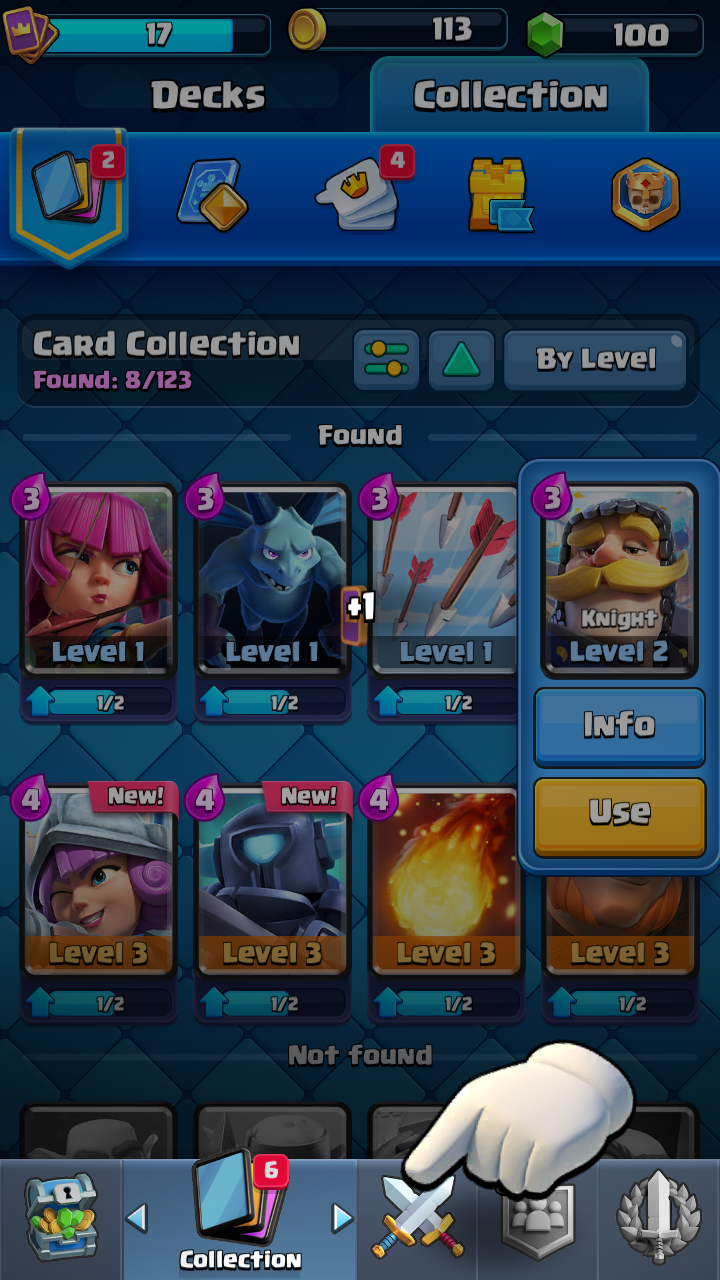 17
113
100
Decks
Collection
2
4
Card Collection
Found: 8/123
By Level
Found
3
3
3
3
Knight
Level 1
Level 1
Level 1
Level 2
+1
1/2
1/2
1/2
Info
Use
4
New!
4
New!
4
Level 3
Level 3
Level 3
Level 3
1/2
1/2
1/2
1/2
Not found
6
Collection